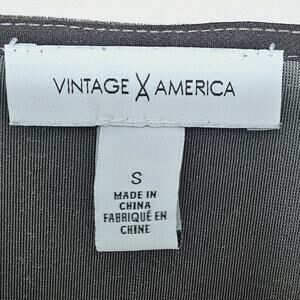 VINTAGE X AMERICA
S
MADE IN
CHINA
FABRIQUÉ EN
CHINE